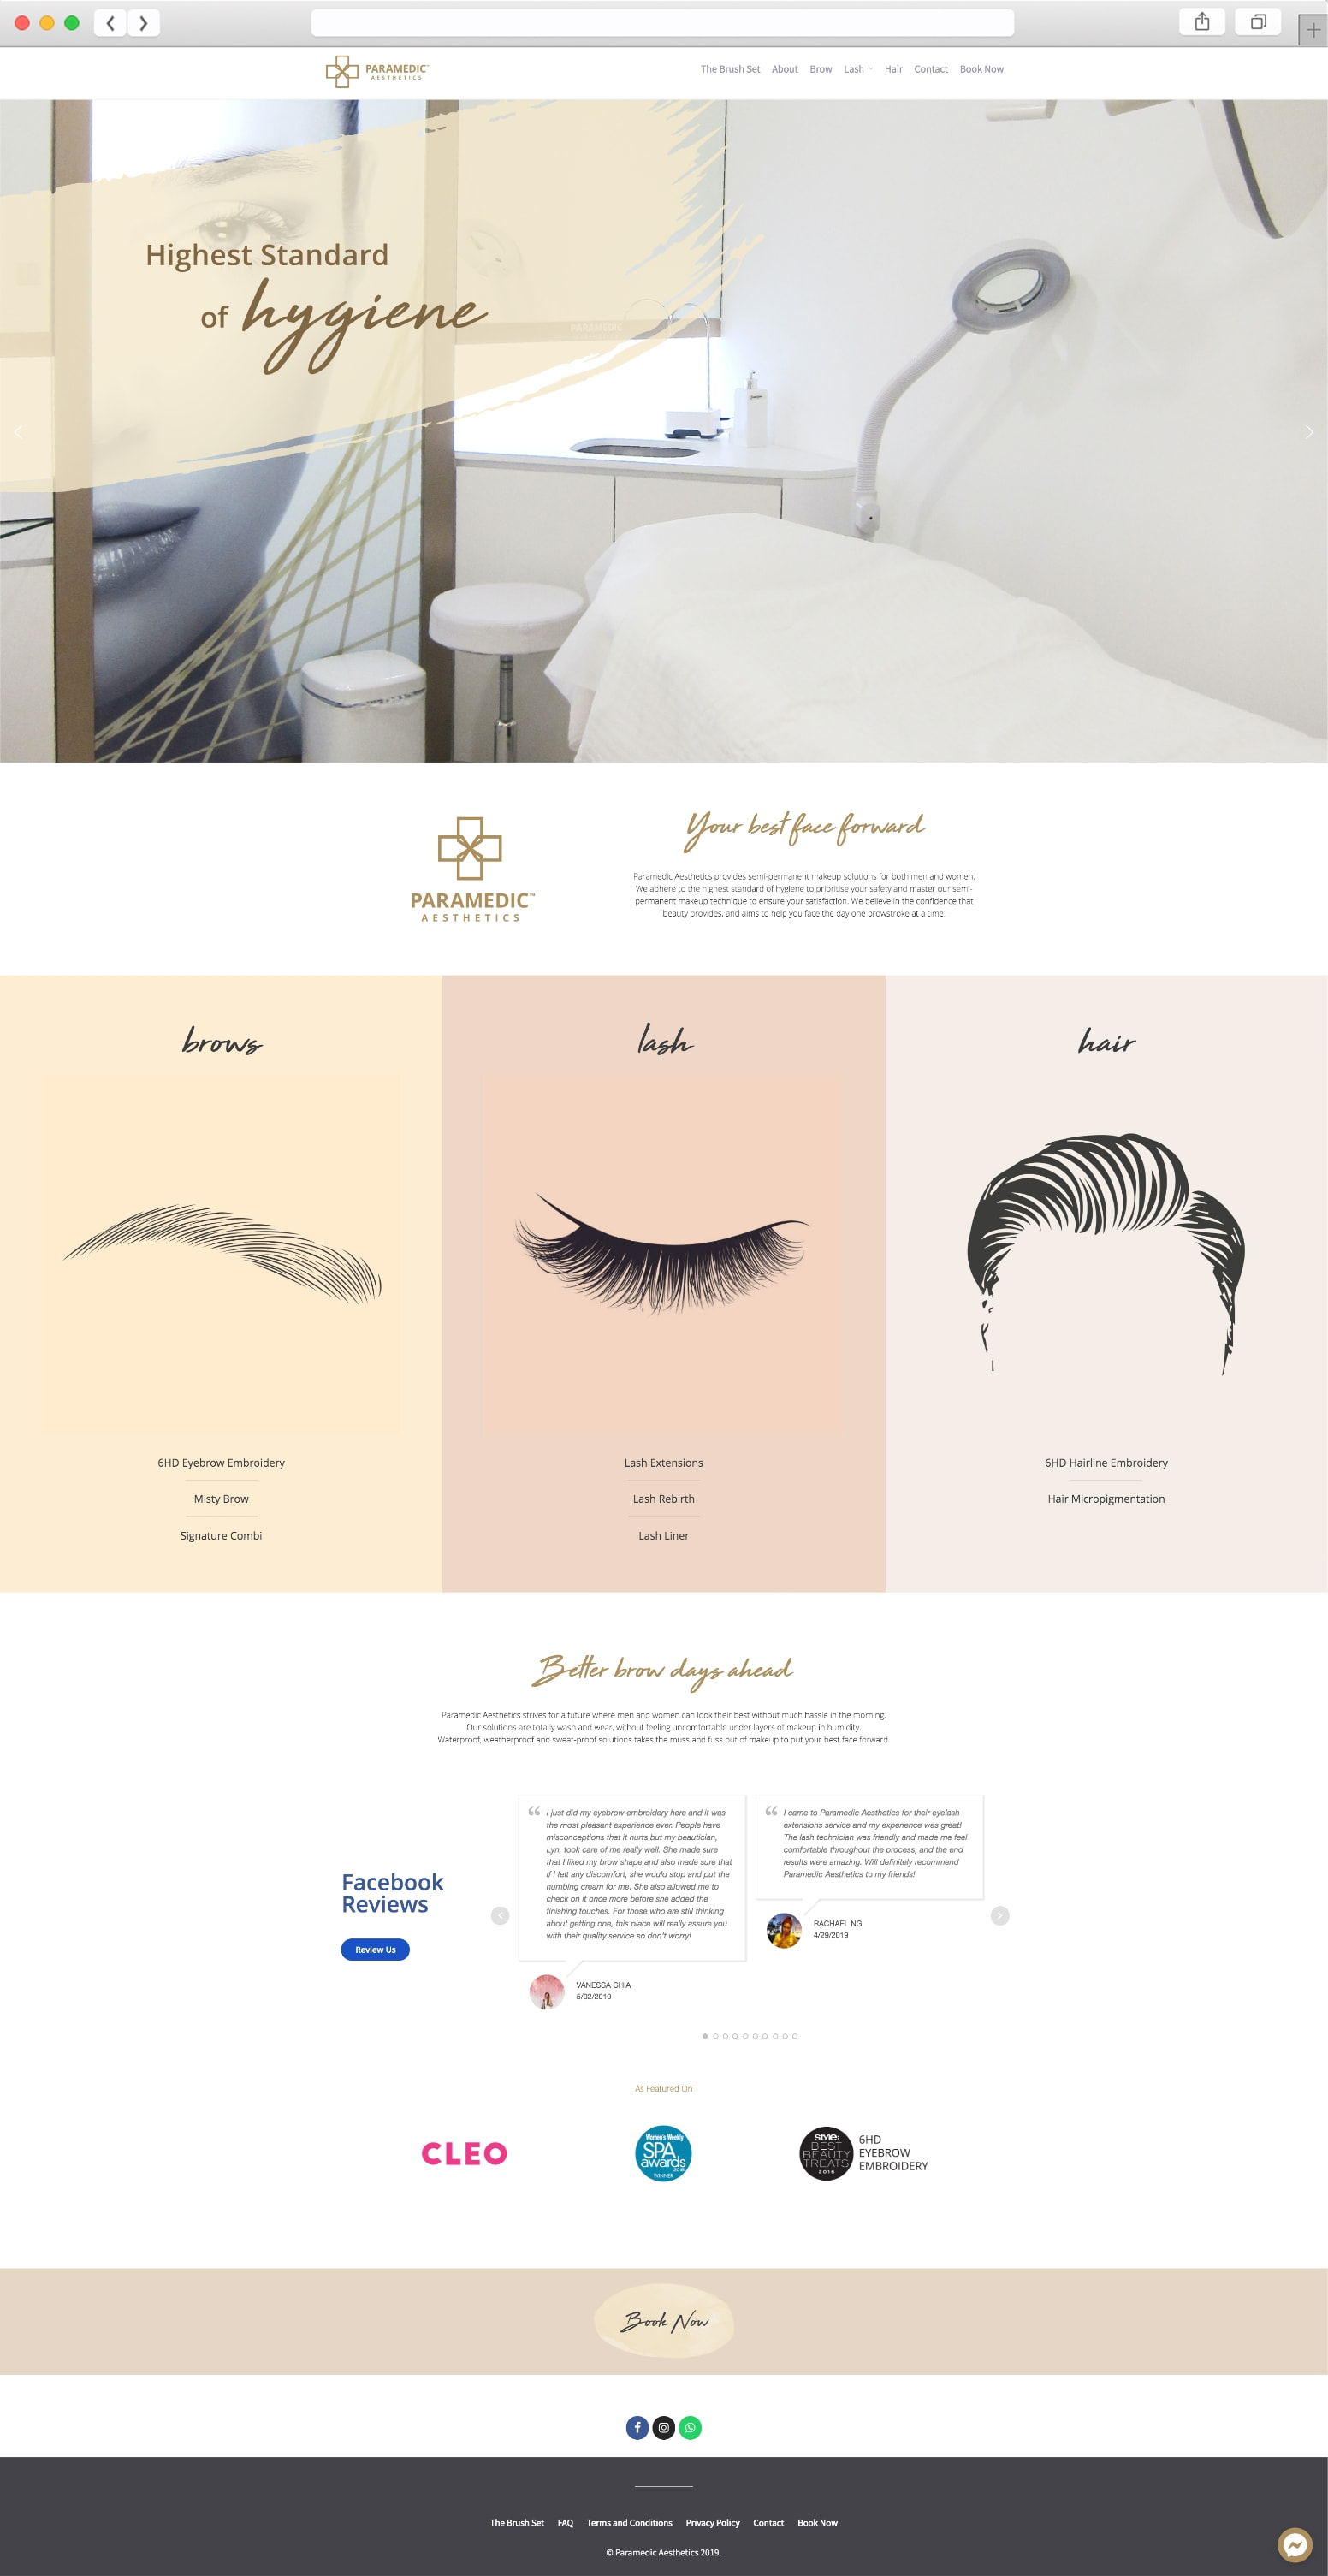 PARAMEDIC™
AESTHETICS
The Brush Set About Brow Lash Hair Contact Book Now
Highest Standard
of hygiene
PARAMEDIC
Your best face forward
PARAMEDIC™
AESTHETICS
Paramedic Aesthetics provides semi-permanent makeup solutions for both men and women.
We adhere to the highest standard of hygiene to prioritise your safety and master our semi-
permanent makeup technique to ensure your satisfaction. We believe in the confidence that
beauty provides, and aims to help you face the day one browstroke at a time.
brows
6HD Eyebrow Embroidery
Misty Brow
Signature Combi
lash
Lash Extensions
Lash Rebirth
Lash Liner
hair
6HD Hairline Embroidery
Hair Micropigmentation
Better brow days ahead
Paramedic Aesthetics strives for a future where men and women can look their best without much hassle in the morning.
Our solutions are totally wash and wear, without feeling uncomfortable under layers of makeup in humidity.
Waterproof, weatherproof and sweat-proof solutions takes the muss and fuss out of makeup to put your best face forward.
Facebook
Reviews
Review Us
“ I just did my eyebrow embroidery here and it was
the most pleasant experience ever. People have
misconceptions that it hurts but my beautician,
Lyn, took care of me really well. She made sure
that I liked my brow shape and also made sure that
if I felt any discomfort, she would stop and put the
numbing cream for me. She also allowed me to
check on it once more before she added the
finishing touches. For those who are still thinking
about getting one, this place will really assure you
with their quality service so don't worry!
VANESSA CHIA
5/02/2019
“ I came to Paramedic Aesthetics for their eyelash
extensions service and my experience was great!
The lash technician was friendly and made me feel
comfortable throughout the process, and the end
results were amazing. Will definitely recommend
Paramedic Aesthetics to my friends!
RACHAEL NG
4/29/2019
As Featured On
CLEO
Women's Weekly
SPA
awards
WINNER
style:
BEST
BEAUTY
TREATS
2016
6HD
EYEBROW
EMBROIDERY
Book Now
The Brush Set FAQ Terms and Conditions Privacy Policy Contact Book Now
© Paramedic Aesthetics 2019.